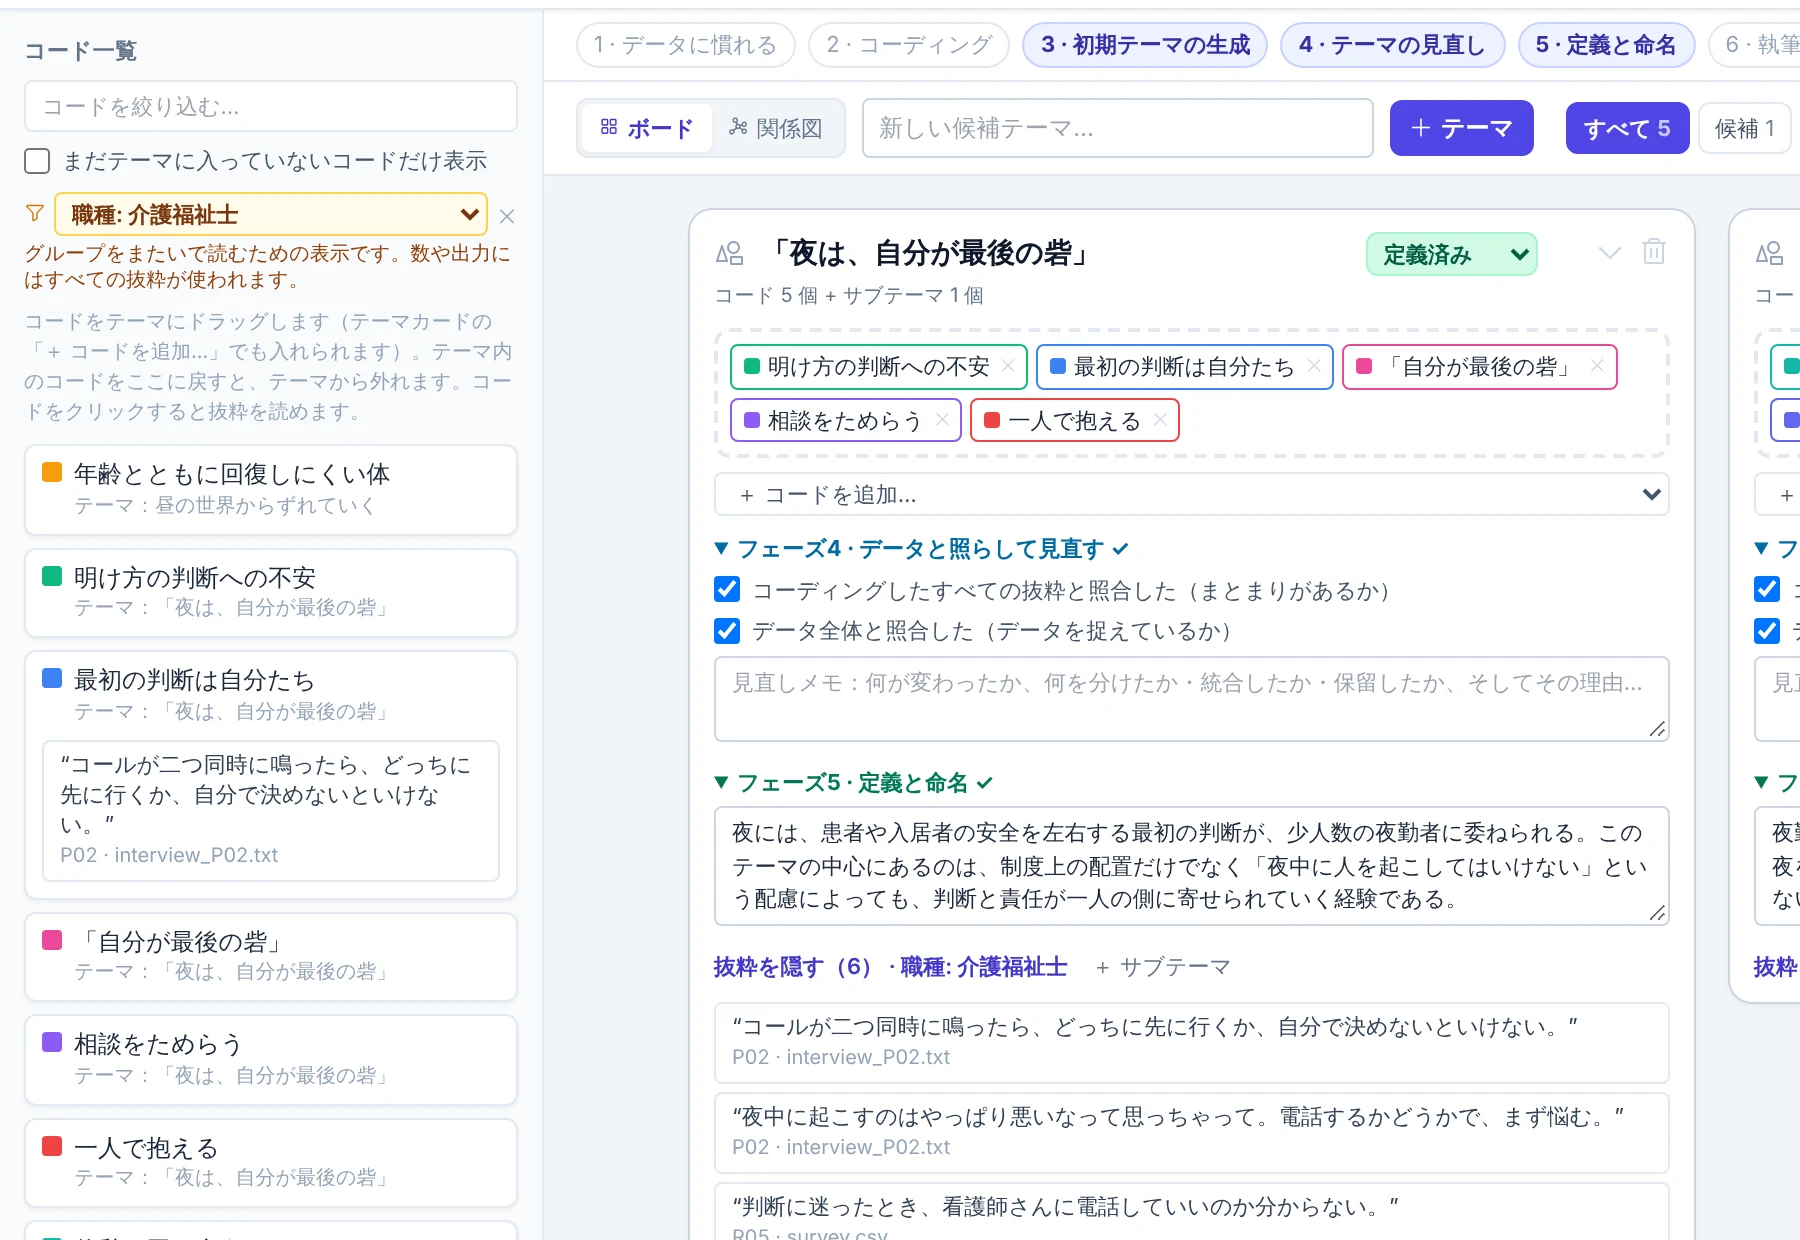 コード一覧
コードを絞り込む...
まだテーマに入っていないコードだけ表示
職種: 介護福祉士
グループをまたいで読むための表示です。数や出力に
はすべての抜粋が使われます。
コードをテーマにドラッグします（テーマカードの
「＋ コードを追加...」でも入れられます）。テーマ内
のコードをここに戻すと、テーマから外れます。コー
ドをクリックすると抜粋を読めます。
年齢とともに回復しにくい体
テーマ：昼の世界からずれていく
明け方の判断への不安
テーマ：「夜は、自分が最後の砦」
最初の判断は自分たち
テーマ：「夜は、自分が最後の砦」
“コールが二つ同時に鳴ったら、どっちに
先に行くか、自分で決めないといけな
い。”
P02 · interview_P02.txt
「自分が最後の砦」
テーマ：「夜は、自分が最後の砦」
相談をためらう
テーマ：「夜は、自分が最後の砦」
一人で抱える
テーマ：「夜は、自分が最後の砦」
1 · データに慣れる
2 · コーディング
3 · 初期テーマの生成
4 · テーマの見直し
5 · 定義と命名
6 · 執筆
ボード
関係図
新しい候補テーマ...
＋ テーマ
すべて 5
候補 1
「夜は、自分が最後の砦」
定義済み
コード 5 個 + サブテーマ 1 個
明け方の判断への不安
最初の判断は自分たち
「自分が最後の砦」
相談をためらう
一人で抱える
＋ コードを追加...
▼ フェーズ4 · データと照らして見直す ✓
コーディングしたすべての抜粋と照合した（まとまりがあるか）
データ全体と照合した（データを捉えているか）
見直しメモ：何が変わったか、何を分けたか・統合したか・保留したか、そしてその理由...
▼ フェーズ5 · 定義と命名 ✓
夜には、患者や入居者の安全を左右する最初の判断が、少人数の夜勤者に委ねられる。この
テーマの中心にあるのは、制度上の配置だけでなく「夜中に人を起こしてはいけない」とい
う配慮によっても、判断と責任が一人の側に寄せられていく経験である。
抜粋を隠す（6） · 職種: 介護福祉士
＋ サブテーマ
“コールが二つ同時に鳴ったら、どっちに先に行くか、自分で決めないといけない。”
P02 · interview_P02.txt
“夜中に起こすのはやっぱり悪いなって思っちゃって。電話するかどうかで、まず悩む。”
P02 · interview_P02.txt
“判断に迷ったとき、看護師さんに電話していいのか分からない。”
R05 · survey.csv
コー
＋
▼ フ
見直
▼ フ
夜勤
夜を
ない
抜粋